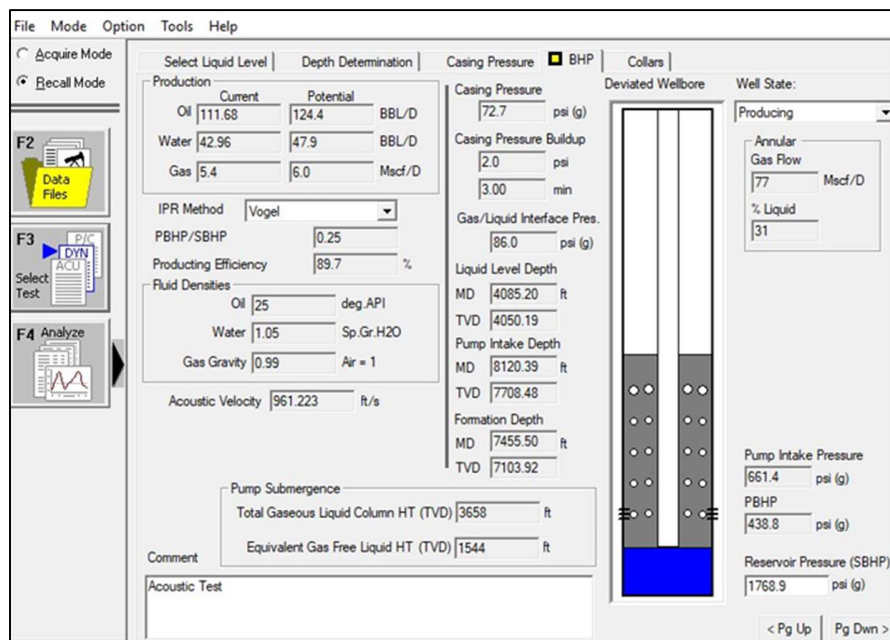 File Mode Option Tools Help
Acquire Mode
Recall Mode
F2
Data
Files
F3
P/C
DYN
ACU
Select
Test
F4 Analyze
Select Liquid Level
Depth Determination
Casing Pressure
BHP
Collars
Production
Current Potential
Oil 111.68 124.4 BBL/D
Water 42.96 47.9 BBL/D
Gas 5.4 6.0 Mscf/D
IPR Method Vogel
PBHP/SBHP 0.25
Producting Efficiency 89.7 %
Fluid Densities
Oil 25 deg.API
Water 1.05 Sp.Gr.H2O
Gas Gravity 0.99 Air = 1
Acoustic Velocity 961.223 ft/s
Casing Pressure
72.7 psi (g)
Casing Pressure Buildup
2.0 psi
3.00 min
Gas/Liquid Interface Pres.
86.0 psi (g)
Liquid Level Depth
MD 4085.20 ft
TVD 4050.19
Pump Intake Depth
MD 8120.39 ft
TVD 7708.48
Formation Depth
MD 7455.50 ft
TVD 7103.92
Pump Submergence
Total Gaseous Liquid Column HT (TVD) 3658 ft
Equivalent Gas Free Liquid HT (TVD) 1544 ft
Comment
Acoustic Test
Deviated Wellbore
Well State:
Producing
Annular
Gas Flow
77 Mscf/D
% Liquid
31
Pump Intake Pressure
661.4 psi (g)
PBHP
438.8 psi (g)
Reservoir Pressure (SBHP)
1768.9 psi (g)
< Pg Up
Pg Dwn >